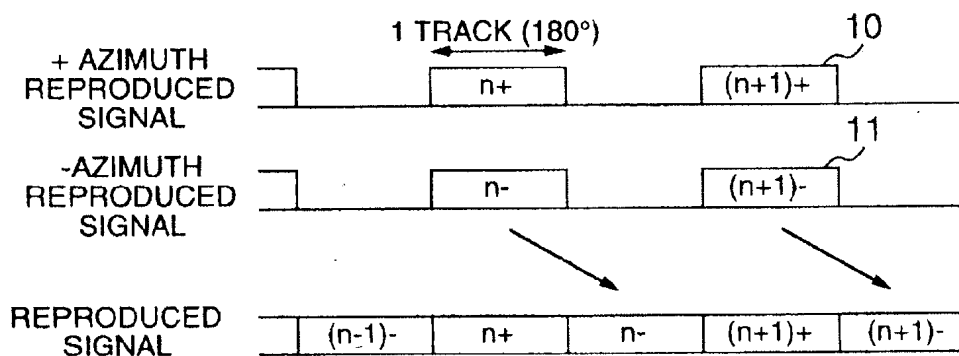 1 TRACK (180°)
+ AZIMUTH
REPRODUCED
SIGNAL
n+
(n+1)+
10
-AZIMUTH
REPRODUCED
SIGNAL
n-
(n+1)-
11
REPRODUCED
SIGNAL
(n-1)-
n+
n-
(n+1)+
(n+1)-